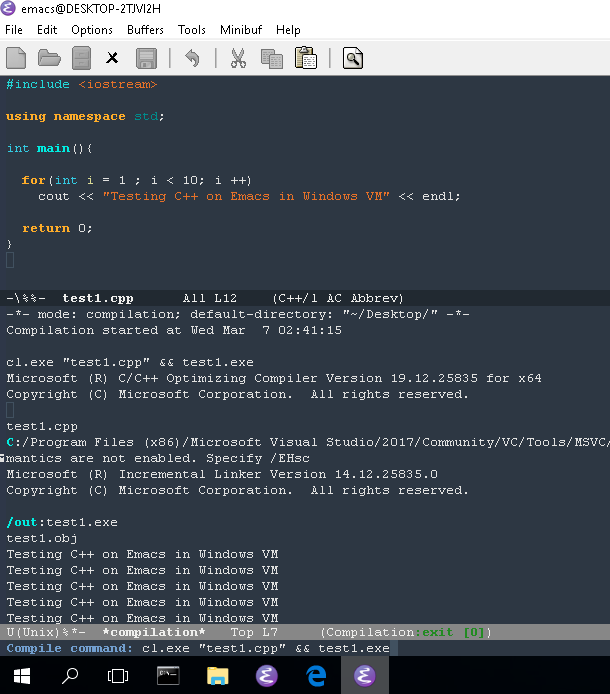 emacs@DESKTOP-2TJVI2H
File Edit Options Buffers Tools Minibuf Help
#include <iostream>
using namespace std;
int main(){
for(int i = 1 ; i < 10; i ++)
cout << "Testing C++ on Emacs in Windows VM" << endl;
return 0;
}
-\%%- test1.cpp All L12 (C++/l AC Abbrev)
-*- mode: compilation; default-directory: "~/Desktop/" -*-
Compilation started at Wed Mar 7 02:41:15
cl.exe "test1.cpp" && test1.exe
Microsoft (R) C/C++ Optimizing Compiler Version 19.12.25835 for x64
Copyright (C) Microsoft Corporation. All rights reserved.
test1.cpp
C:/Program Files (x86)/Microsoft Visual Studio/2017/Community/VC/Tools/MSVC/
mantics are not enabled. Specify /EHsc
Microsoft (R) Incremental Linker Version 14.12.25835.0
Copyright (C) Microsoft Corporation. All rights reserved.
/out:test1.exe
test1.obj
Testing C++ on Emacs in Windows VM
Testing C++ on Emacs in Windows VM
Testing C++ on Emacs in Windows VM
Testing C++ on Emacs in Windows VM
Testing C++ on Emacs in Windows VM
U(Unix)%*- *compilation* Top L7 (Compilation:exit [0])
Compile command: cl.exe "test1.cpp" && test1.exe